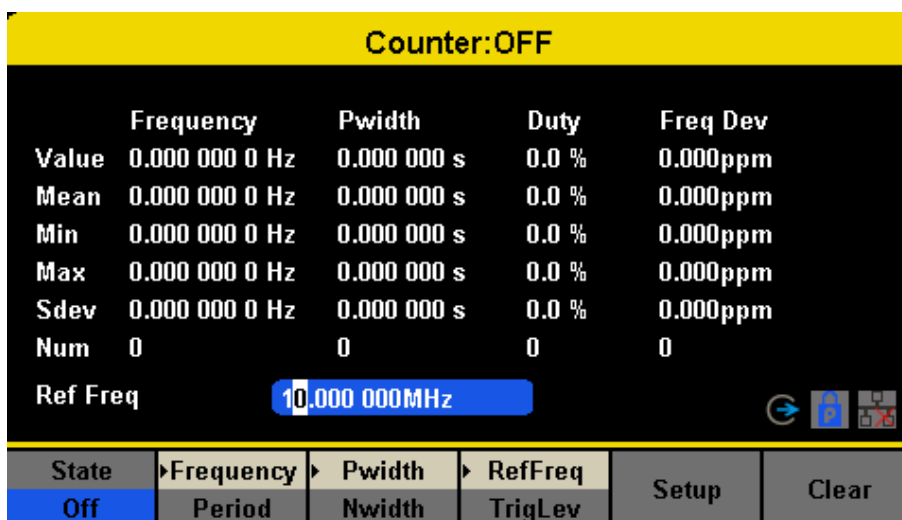 Counter:OFF
Frequency Pwidth Duty Freq Dev
Value 0.000 000 0 Hz 0.000 000 s 0.0 % 0.000ppm
Mean 0.000 000 0 Hz 0.000 000 s 0.0 % 0.000ppm
Min 0.000 000 0 Hz 0.000 000 s 0.0 % 0.000ppm
Max 0.000 000 0 Hz 0.000 000 s 0.0 % 0.000ppm
Sdev 0.000 000 0 Hz 0.000 000 s 0.0 % 0.000ppm
Num 0 0 0 0
Ref Freq 10.000 000MHz
P
State Frequency Pwidth RefFreq Setup Clear
Off Period Nwidth TrigLev